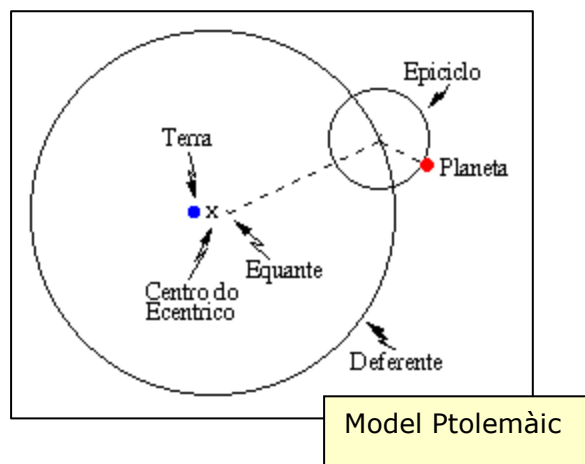 Epiciclo
Terra
Planeta
Equante
Centro do
Ecentrico
Deferente
Model Ptolemàic